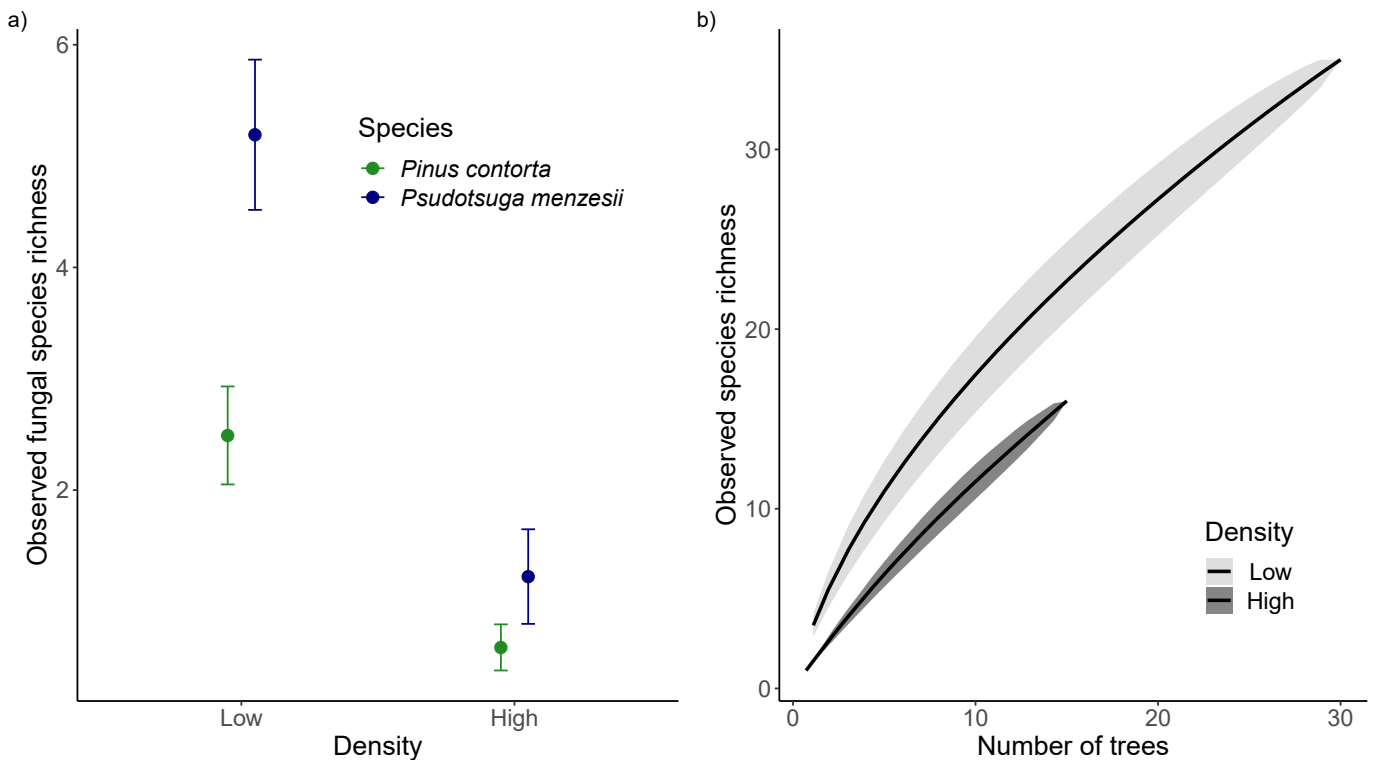 a)
Observed fungal species richness
6
4
2
Species
Pinus contorta
Psudotsuga menzesii
Low
High
Density
b)
Observed species richness
30
20
10
0
Density
Low
High
0
10
20
30
Number of trees